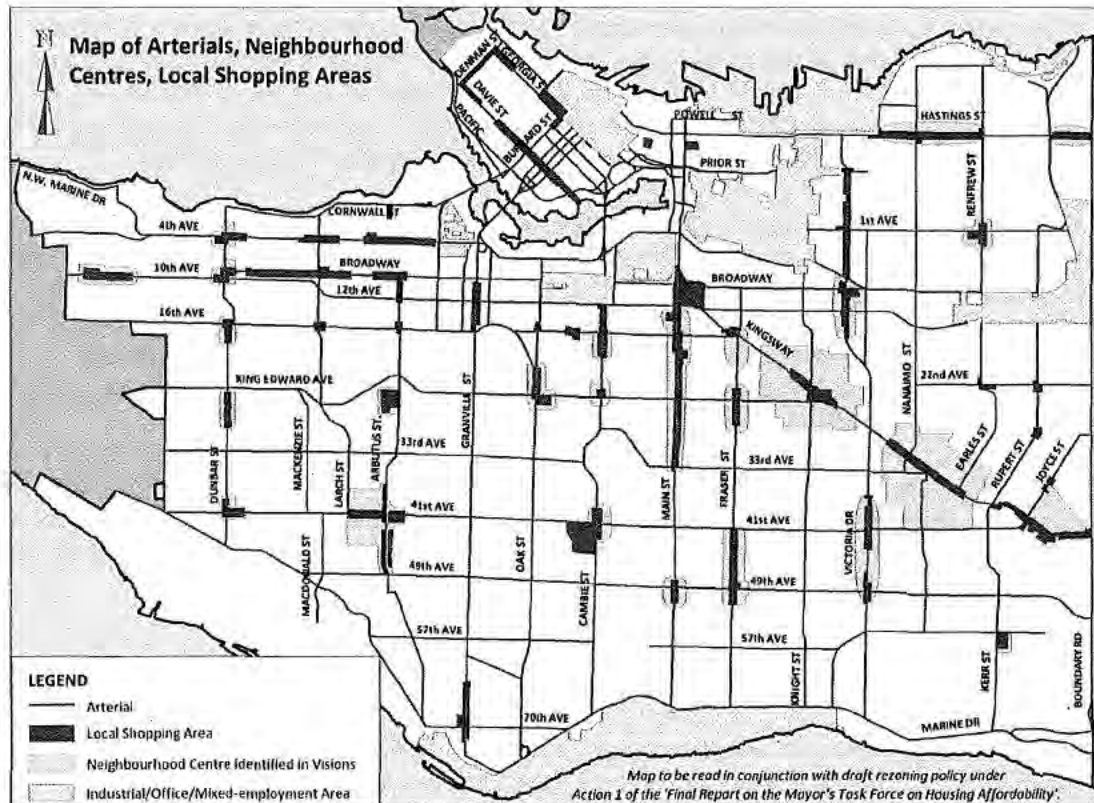 N
Map of Arterials, Neighbourhood
Centres, Local Shopping Areas
DENMAN ST
GEORGIA ST
DAVIE ST
PACIFIC
BURRARD ST
POWELL ST
HASTINGS ST
PRIOR ST
RENFREW ST
N.W. MARINE DR
CORNWALL ST
4th AVE
1st AVE
10th AVE
BROADWAY
BROADWAY
12th AVE
16th AVE
KINGSWAY
NANAIMO ST
22nd AVE
KING EDWARD AVE
GRANVILLE ST
ARBUTUS ST.
33rd AVE
33rd AVE
DUNBAR ST
MACKENZIE ST
LARCH ST
MAIN ST
FRASER ST
EARLES ST
RUPERT ST
JOYCE ST
41st AVE
41st AVE
OAK ST
VICTORIA DR
MACDONALD ST
49th AVE
49th AVE
CAMBIE ST
57th AVE
57th AVE
KNIGHT ST
KERR ST
BOUNDARY RD
70th AVE
MARINE DR
LEGEND
Arterial
Local Shopping Area
Neighbourhood Centre Identified in Visions
Industrial/Office/Mixed-employment Area
Map to be read in conjunction with draft rezoning policy under
Action 1 of the 'Final Report on the Mayor's Task Force on Housing Affordability'.